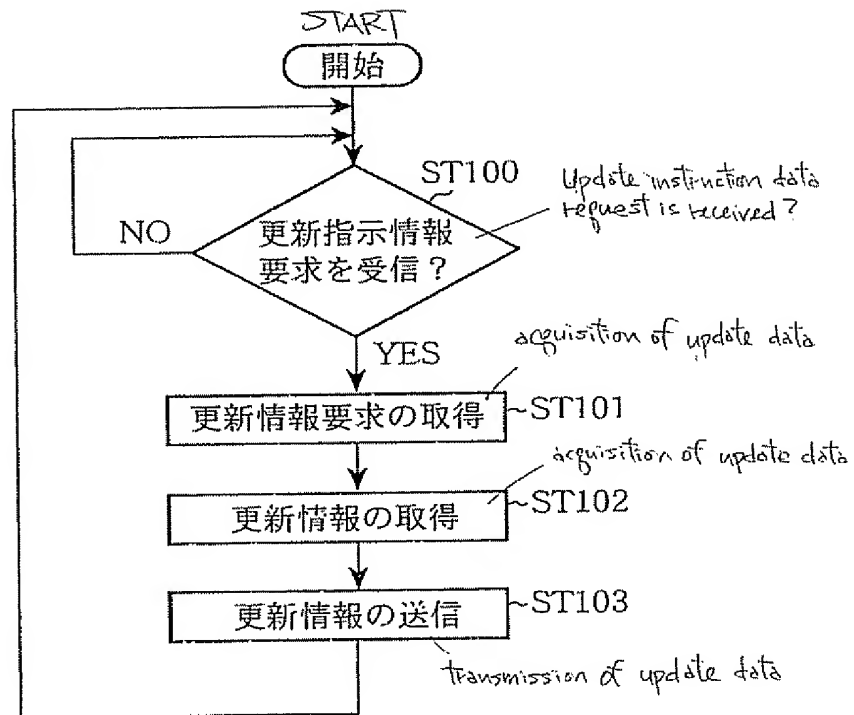 START
開始
ST100
Update instruction data
request is received?
NO
更新指示情報
要求を受信?
YES
acquisition of update data
更新情報要求の取得
ST101
acquisition of update data
更新情報の取得
ST102
更新情報の送信
ST103
transmission of update data